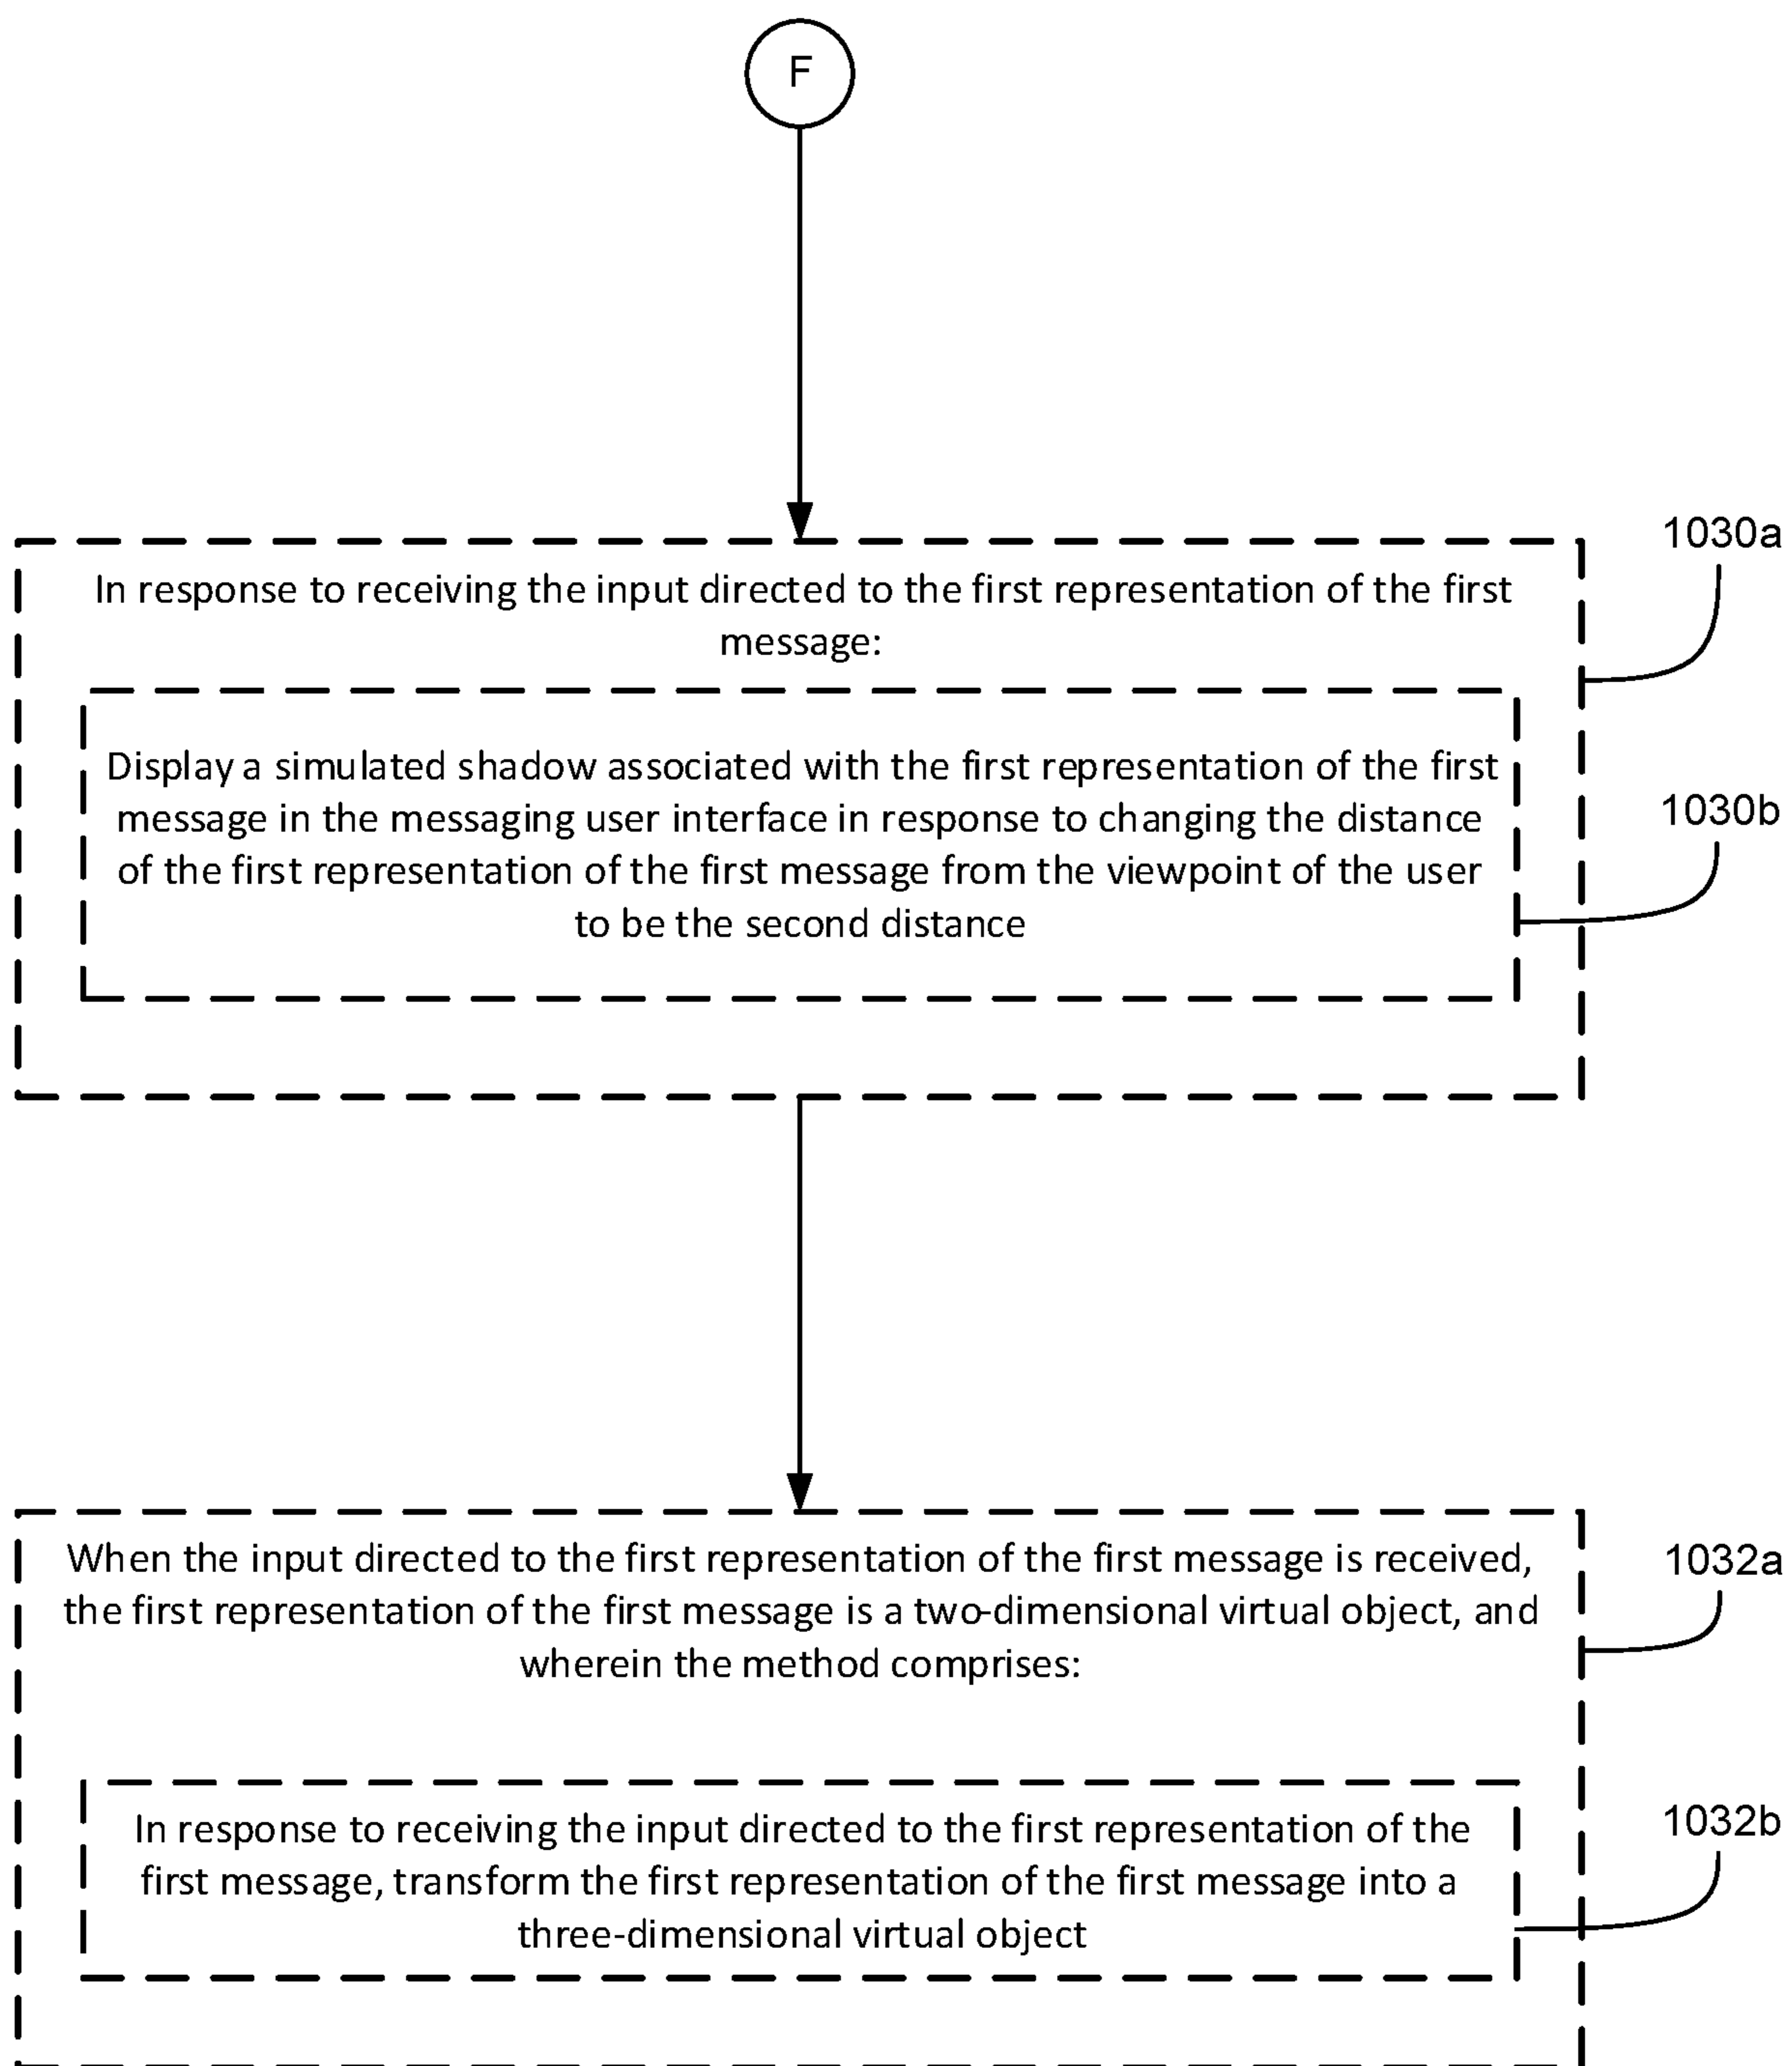 F
1030a
In response to receiving the input directed to the first representation of the first
message:
Display a simulated shadow associated with the first representation of the first
message in the messaging user interface in response to changing the distance
of the first representation of the first message from the viewpoint of the user
to be the second distance
1030b
1032a
When the input directed to the first representation of the first message is received,
the first representation of the first message is a two-dimensional virtual object, and
wherein the method comprises:
In response to receiving the input directed to the first representation of the
first message, transform the first representation of the first message into a
three-dimensional virtual object
1032b